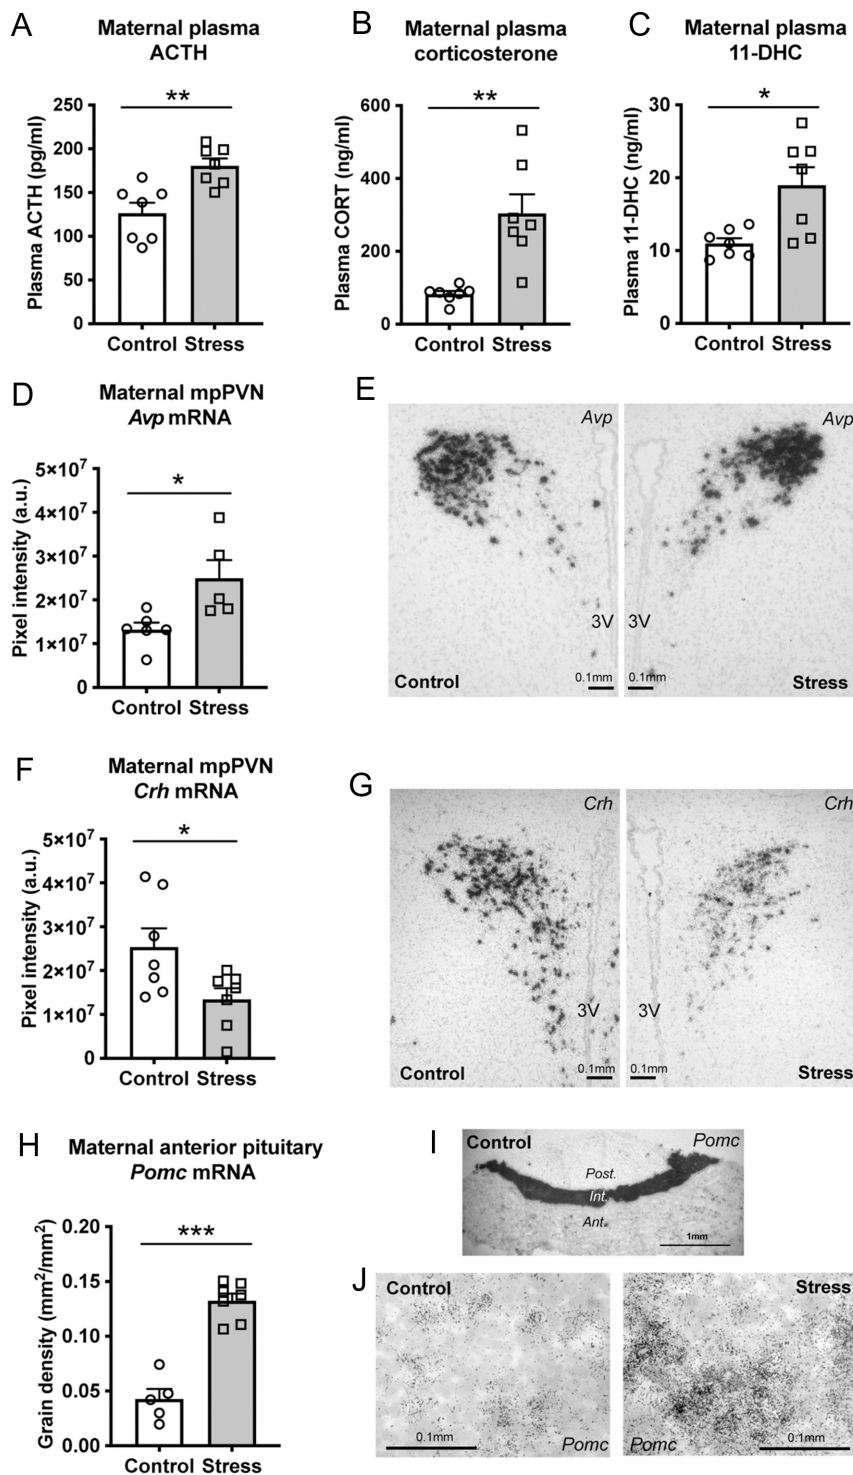 A
Maternal plasma
ACTH
**
Plasma ACTH (pg/ml)
250
200
150
100
50
0
Control Stress
B
Maternal plasma
corticosterone
**
Plasma CORT (ng/ml)
600
400
200
0
Control Stress
C
Maternal plasma
11-DHC
*
Plasma 11-DHC (ng/ml)
30
20
10
0
Control Stress
D
Maternal mpPVN
Avp mRNA
*
Pixel intensity (a.u.)
5×10⁷
4×10⁷
3×10⁷
2×10⁷
1×10⁷
0
Control Stress
E
Avp
3V
0.1mm
Control
Avp
3V
0.1mm
Stress
F
Maternal mpPVN
Crh mRNA
*
Pixel intensity (a.u.)
5×10⁷
4×10⁷
3×10⁷
2×10⁷
1×10⁷
0
Control Stress
G
Crh
3V
0.1mm
Control
Crh
3V
0.1mm
Stress
H
Maternal anterior pituitary
Pomc mRNA
***
Grain density (mm²/mm²)
0.20
0.15
0.10
0.05
0.00
Control Stress
I
Control
Pomc
Post.
Int.
Ant.
1mm
J
Control
0.1mm
Pomc
Stress
Pomc
0.1mm